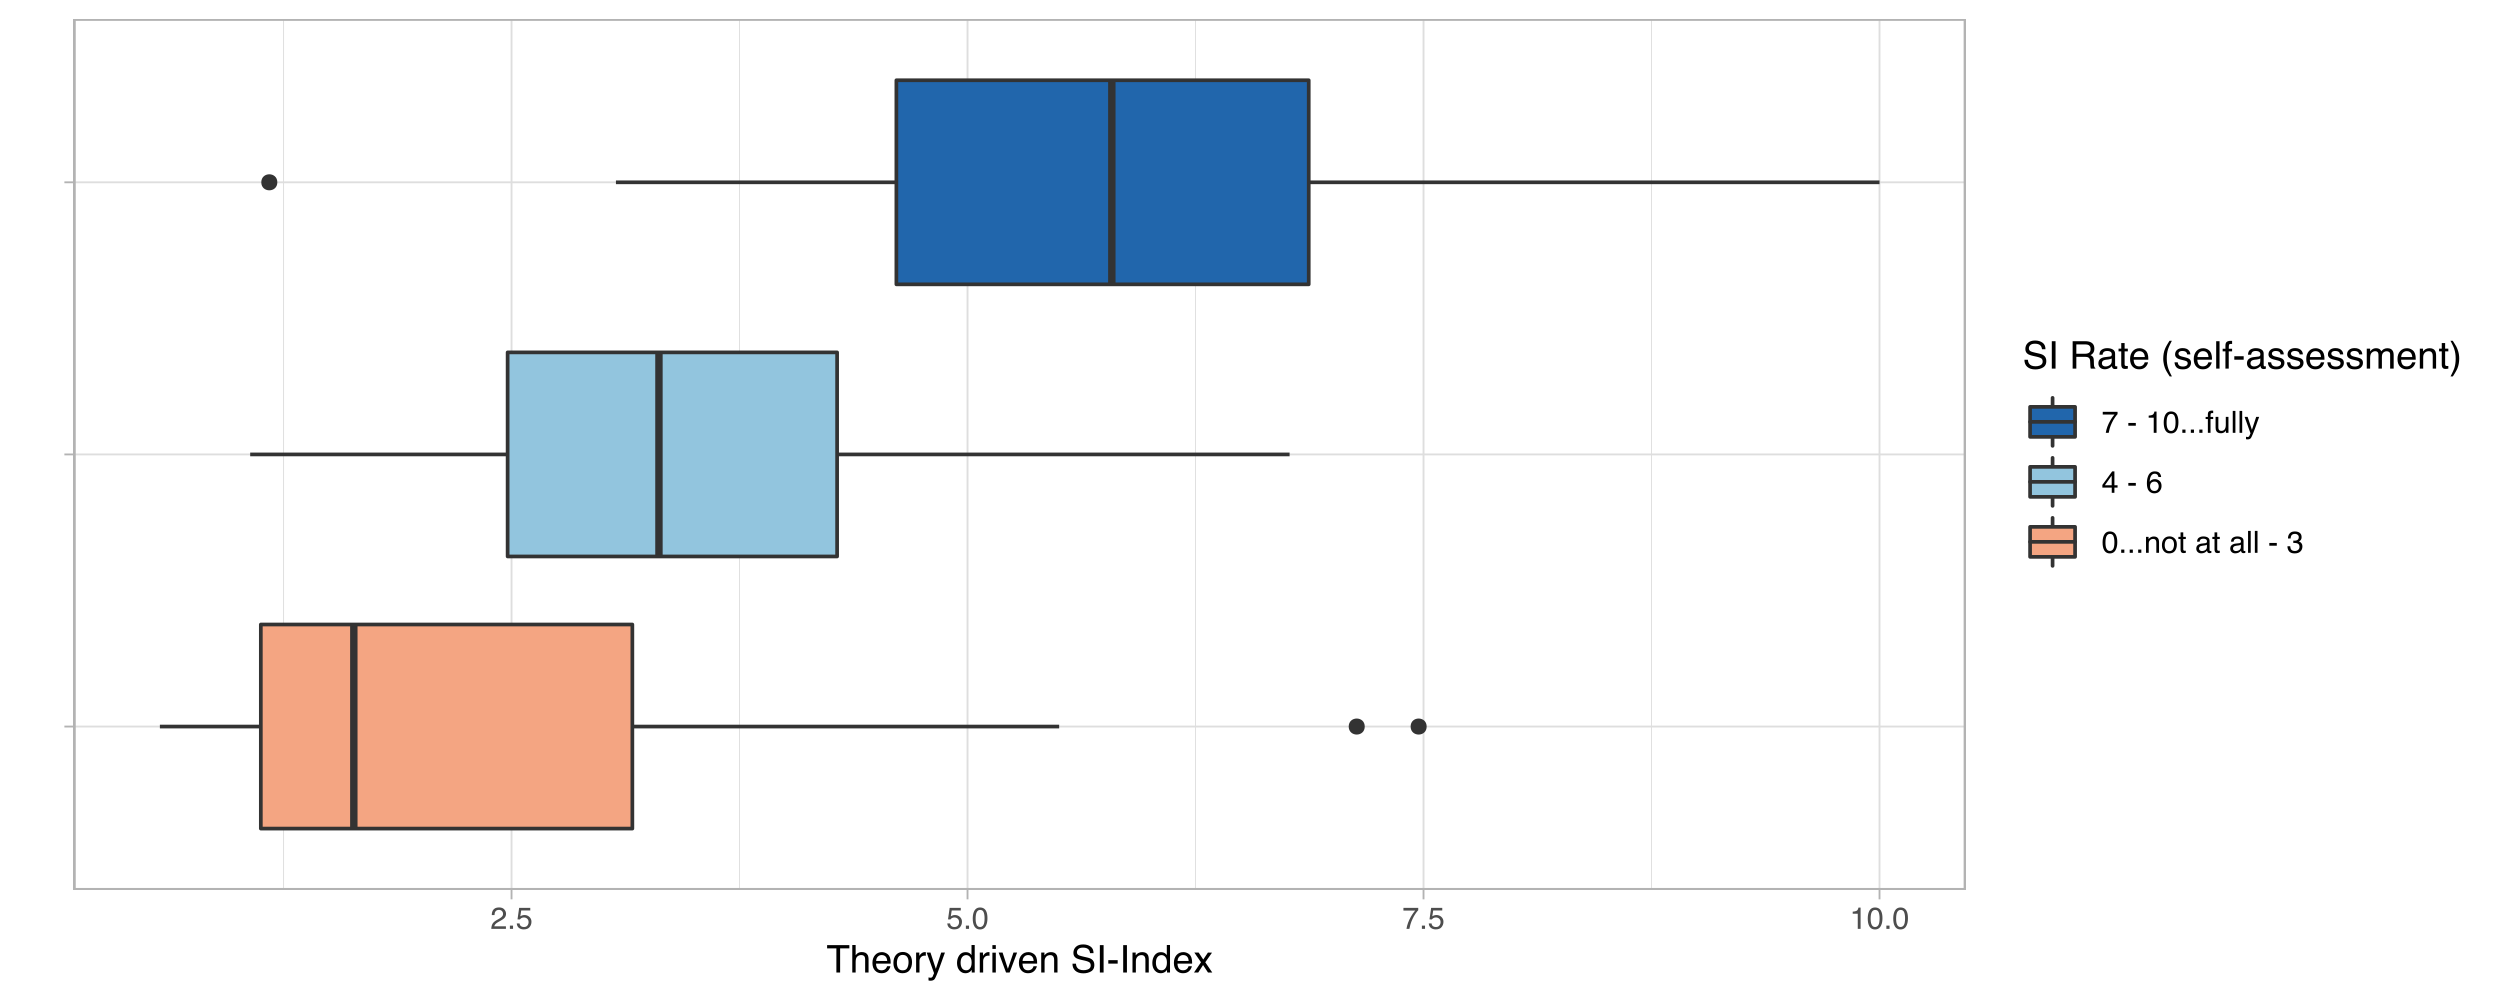 SI Rate (self-assessment)
7 - 10...fully
4 - 6
0...not at all - 3
2.5 5.0 7.5 10.0
Theory driven SI-Index